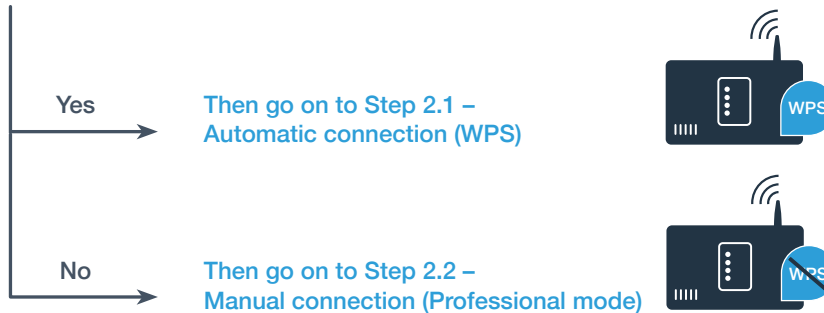 Yes
Then go on to Step 2.1 –
Automatic connection (WPS)
WPS
No
Then go on to Step 2.2 –
Manual connection (Professional mode)
WPS